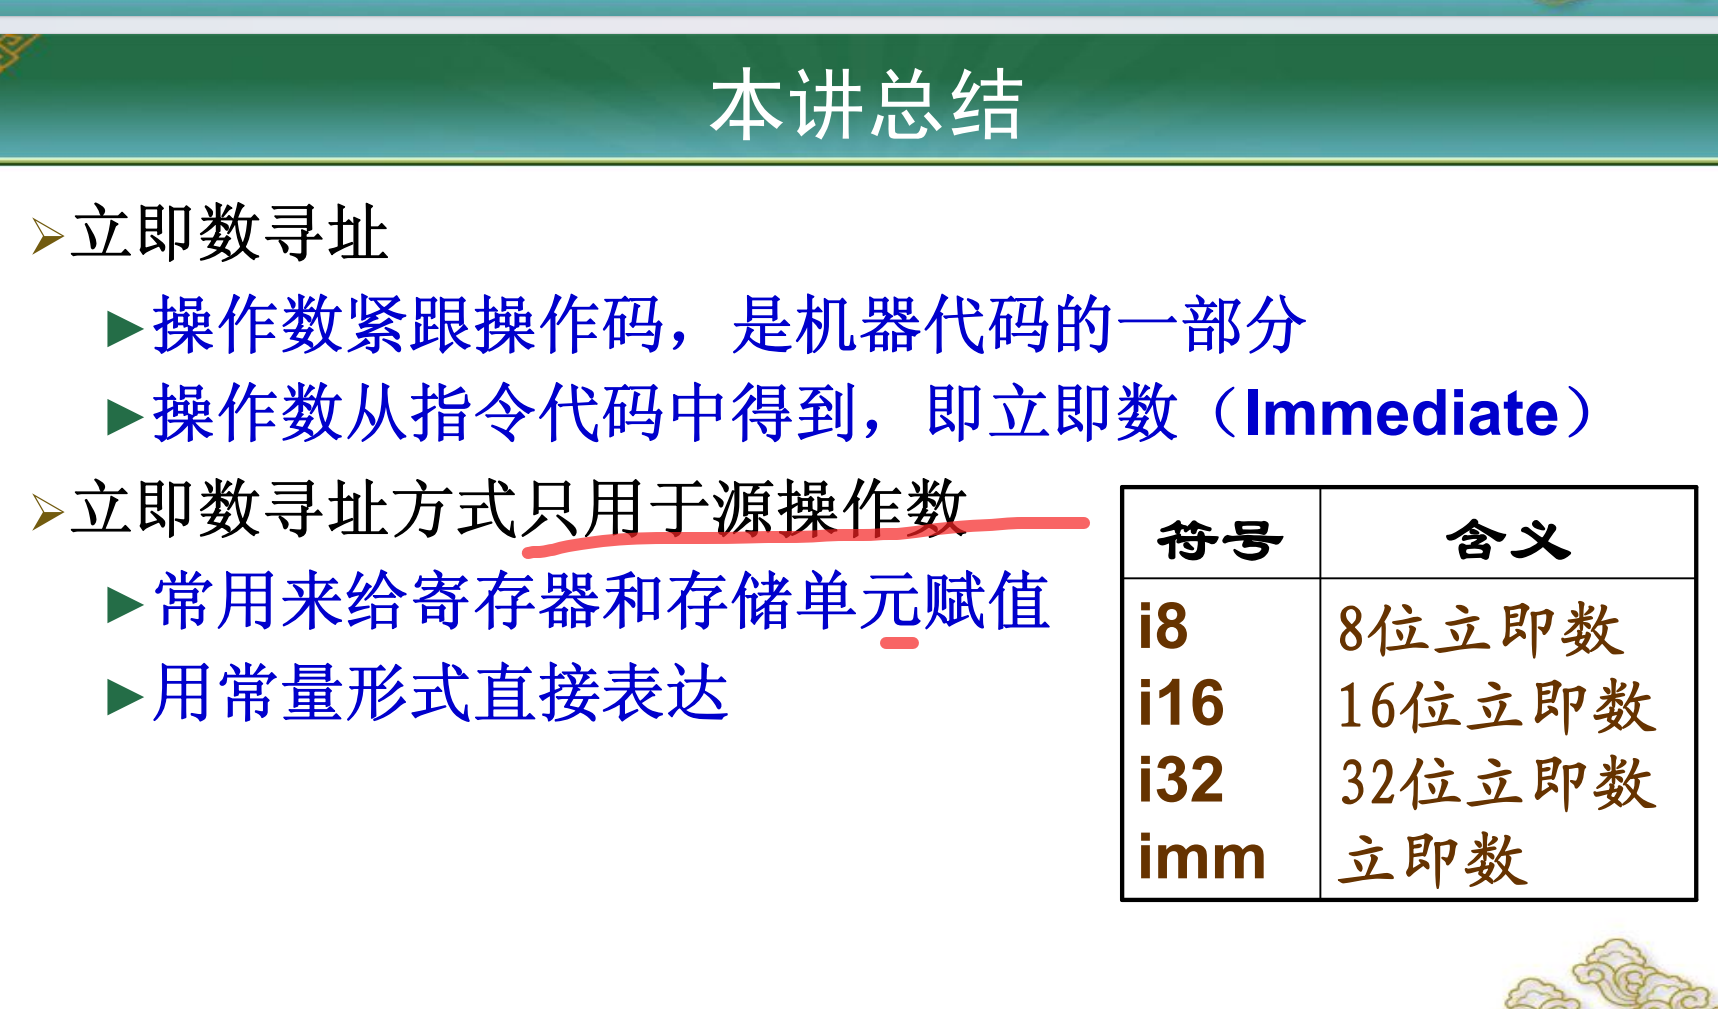 本讲总结
立即数寻址
操作数紧跟操作码，是机器代码的一部分
操作数从指令代码中得到，即立即数（Immediate）
立即数寻址方式只用于源操作数
常用来给寄存器和存储单元赋值
用常量形式直接表达
符号 含义
i8 8位立即数
i16 16位立即数
i32 32位立即数
imm 立即数